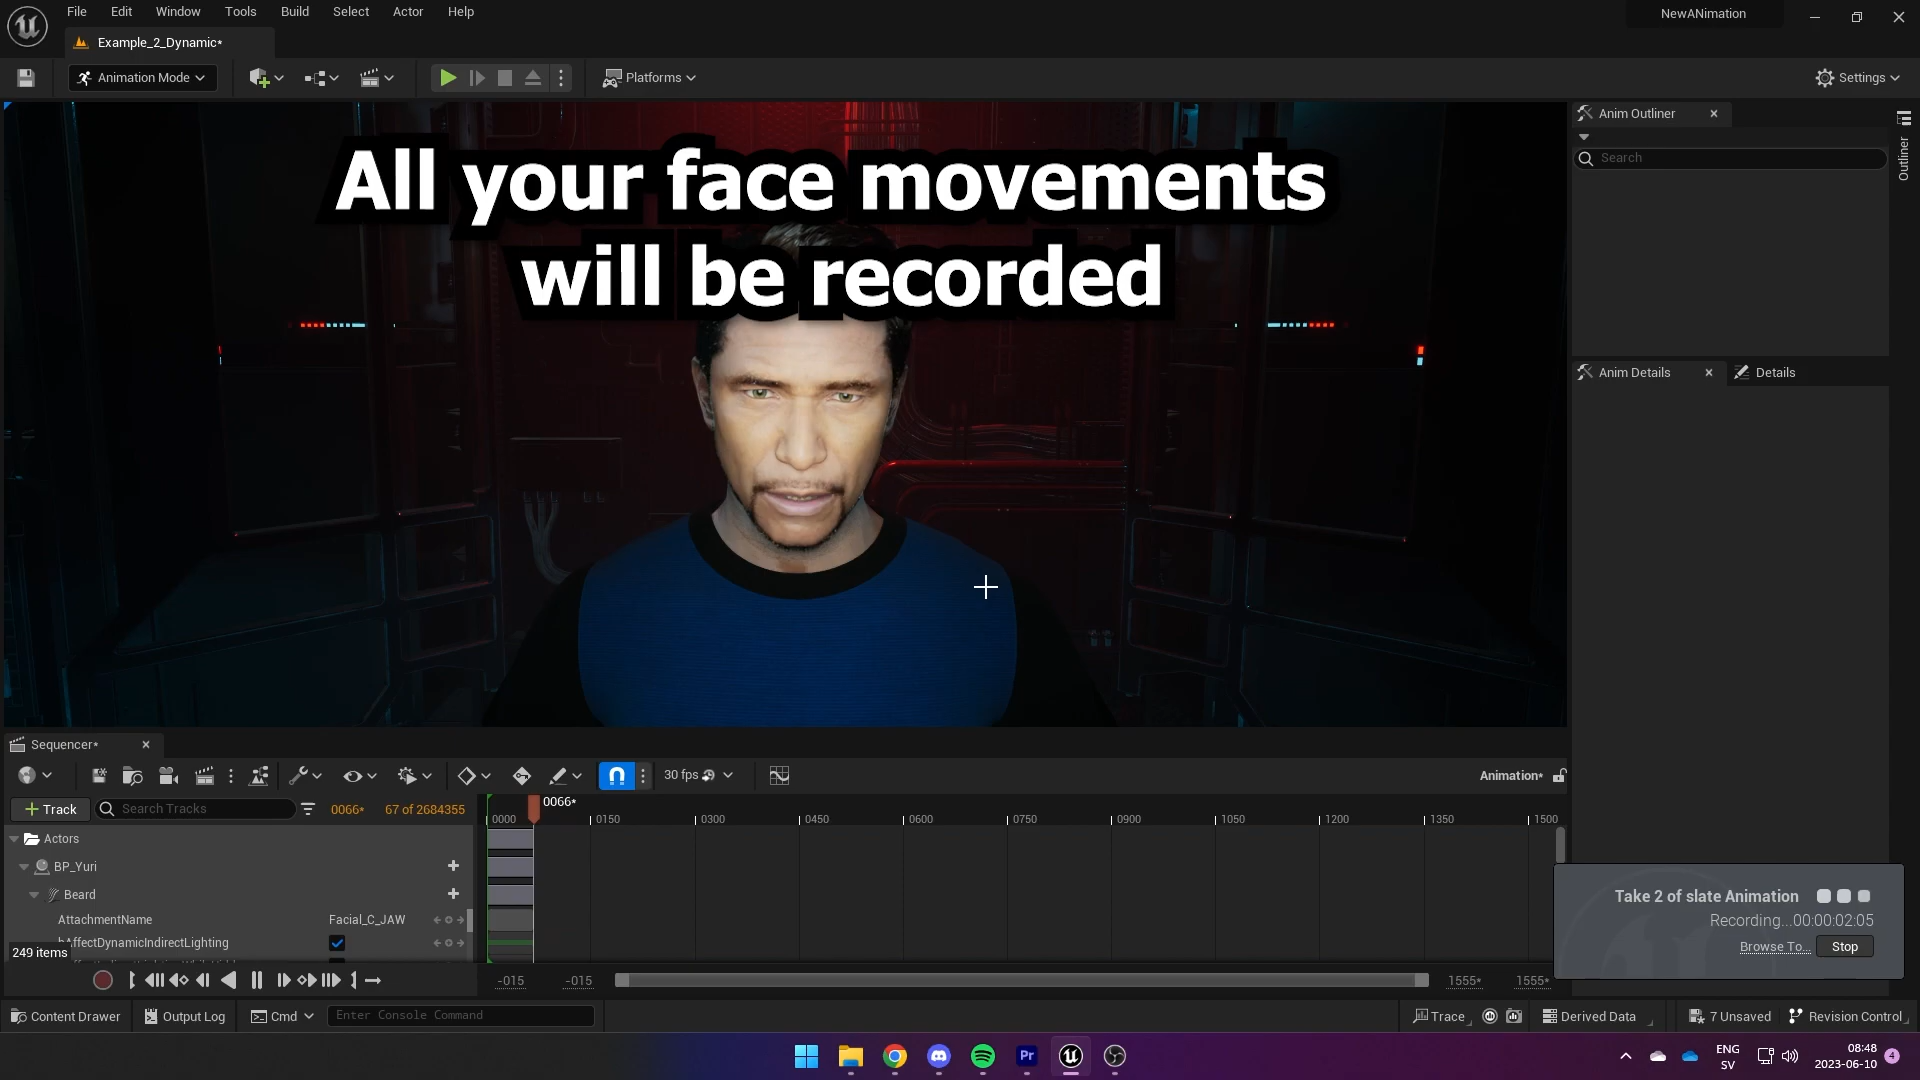 File Edit Window Tools Build Select Actor Help
NewANimation
Example_2_Dynamic*
Animation Mode
Platforms
Settings
All your face movements
will be recorded
Anim Outliner
Search
Outliner
Anim Details
Details
Sequencer*
30 fps
Animation*
Track
Search Tracks
0066*
67 of 2684355
0066*
0000 0150 0300 0450 0600 0750 0900 1050 1200 1350 1500
Actors
BP_Yuri
Beard
AttachmentName
Facial_C_JAW
bAffectDynamicIndirectLighting
249 items
-015
-015
1555*
1555*
Take 2 of slate Animation
Recording...00:00:02:05
Browse To...
Stop
Content Drawer
Output Log
Cmd
Enter Console Command
Trace
Derived Data
7 Unsaved
Revision Control
Pr
ENG
SV
08:48
2023-06-10
4